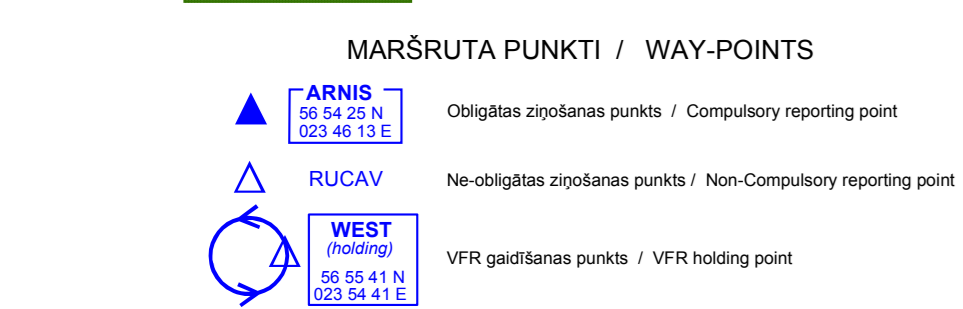 MARŠRUTA PUNKTI / WAY-POINTS
ARNIS
56 54 25 N
023 46 13 E
Obligātas ziņošanas punkts / Compulsory reporting point
RUCAV
Ne-obligātas ziņošanas punkts / Non-Compulsory reporting point
WEST
(holding)
56 55 41 N
023 54 41 E
VFR gaidīšanas punkts / VFR holding point